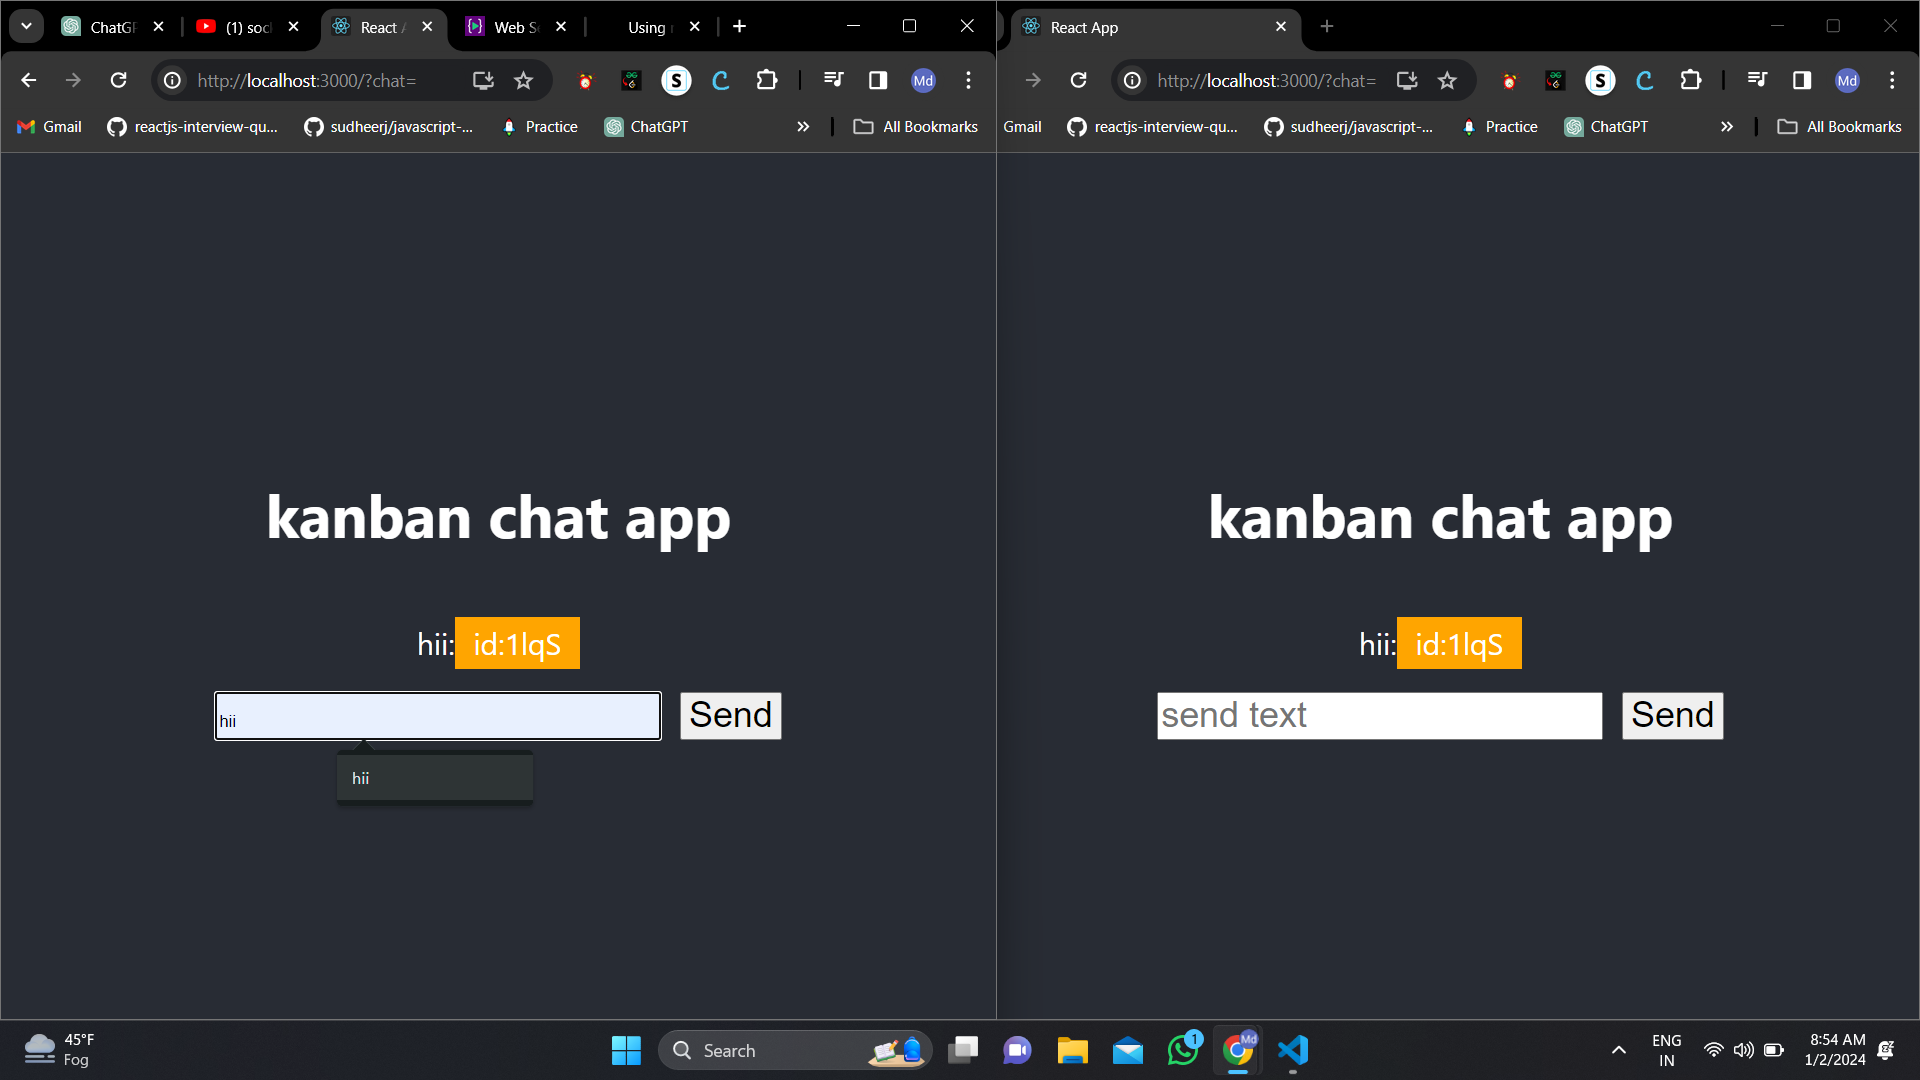 ChatGP
(1) soc
React A
Web S
Using
React App
http://localhost:3000/?chat=
Md
http://localhost:3000/?chat=
Md
Gmail
reactjs-interview-qu...
sudheerj/javascript-...
Practice
ChatGPT
All Bookmarks
Gmail
reactjs-interview-qu...
sudheerj/javascript-...
Practice
ChatGPT
All Bookmarks
kanban chat app
hii: id:1lqS
hii
Send
hii
kanban chat app
hii: id:1lqS
send text
Send
45°F
Fog
Search
1
Md
ENG
IN
8:54 AM
1/2/2024